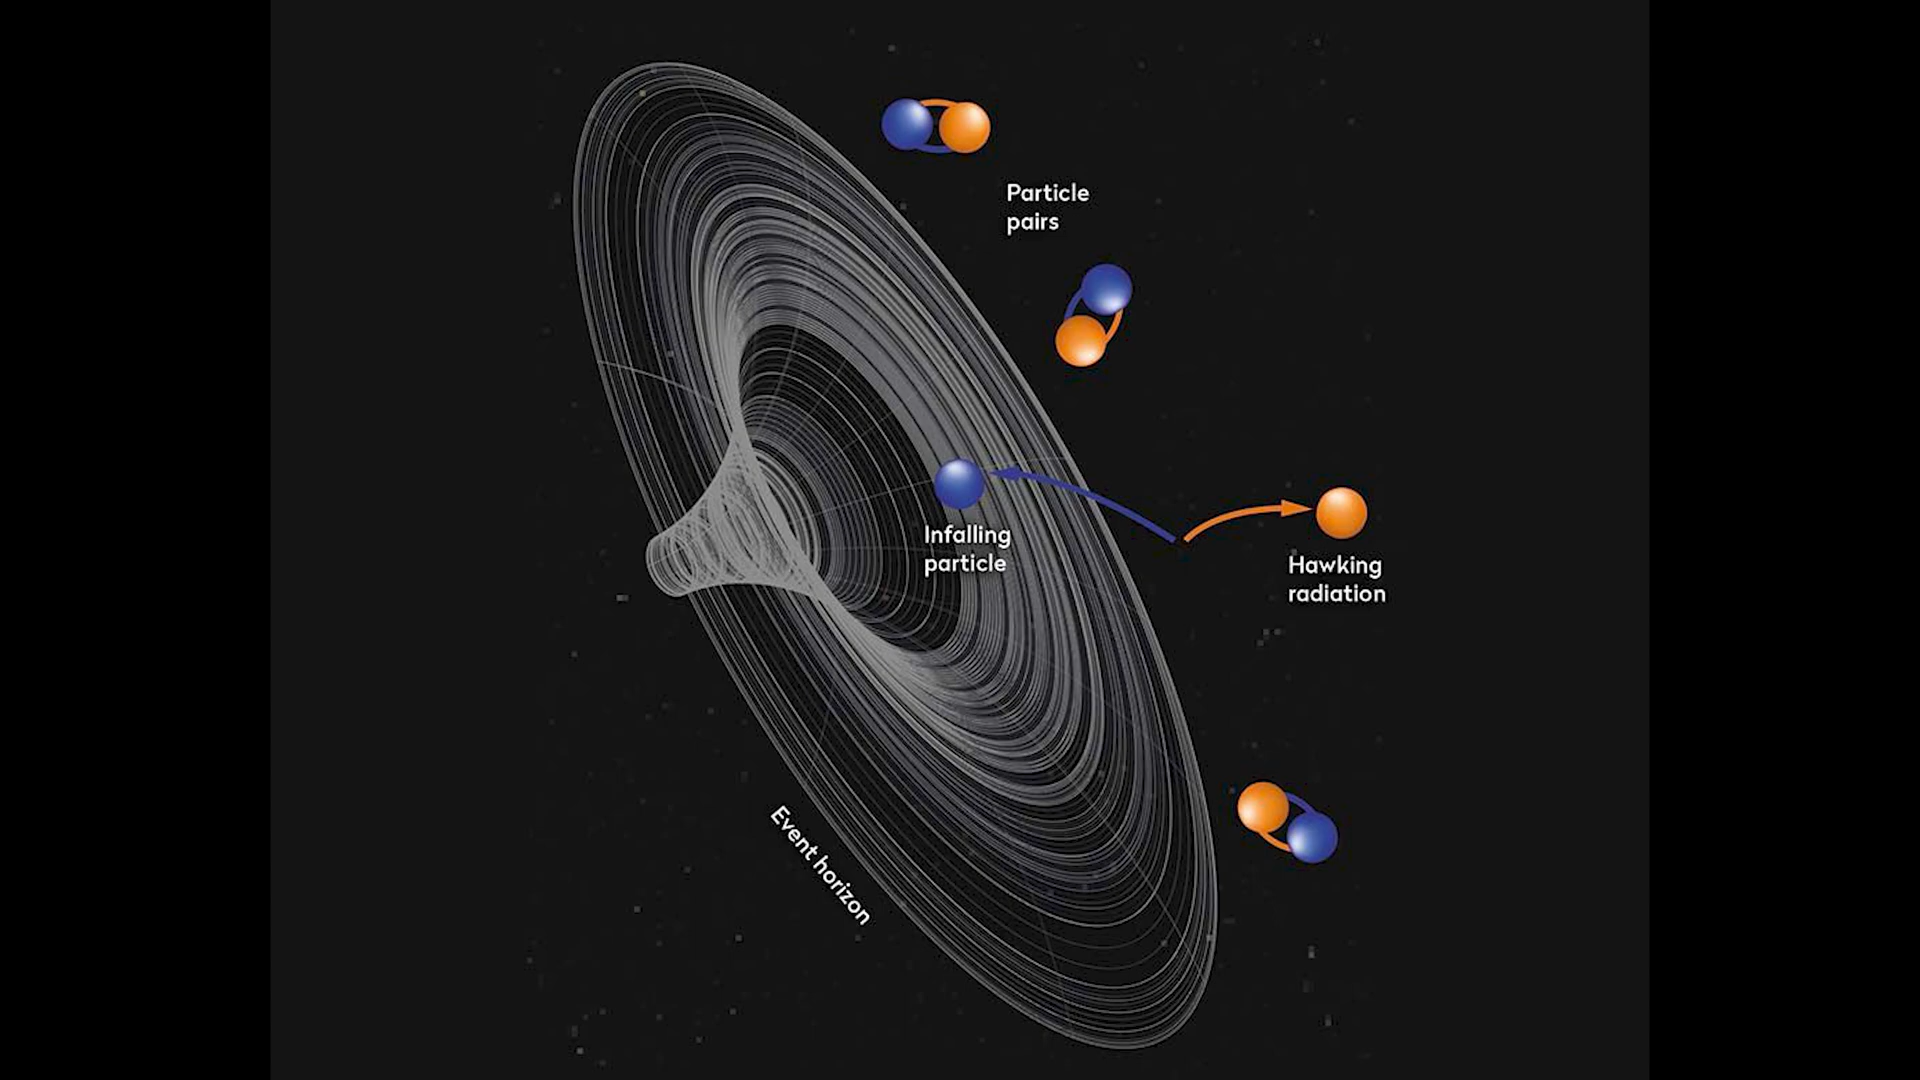 Particle
pairs
Infalling
particle
Hawking
radiation
Event horizon